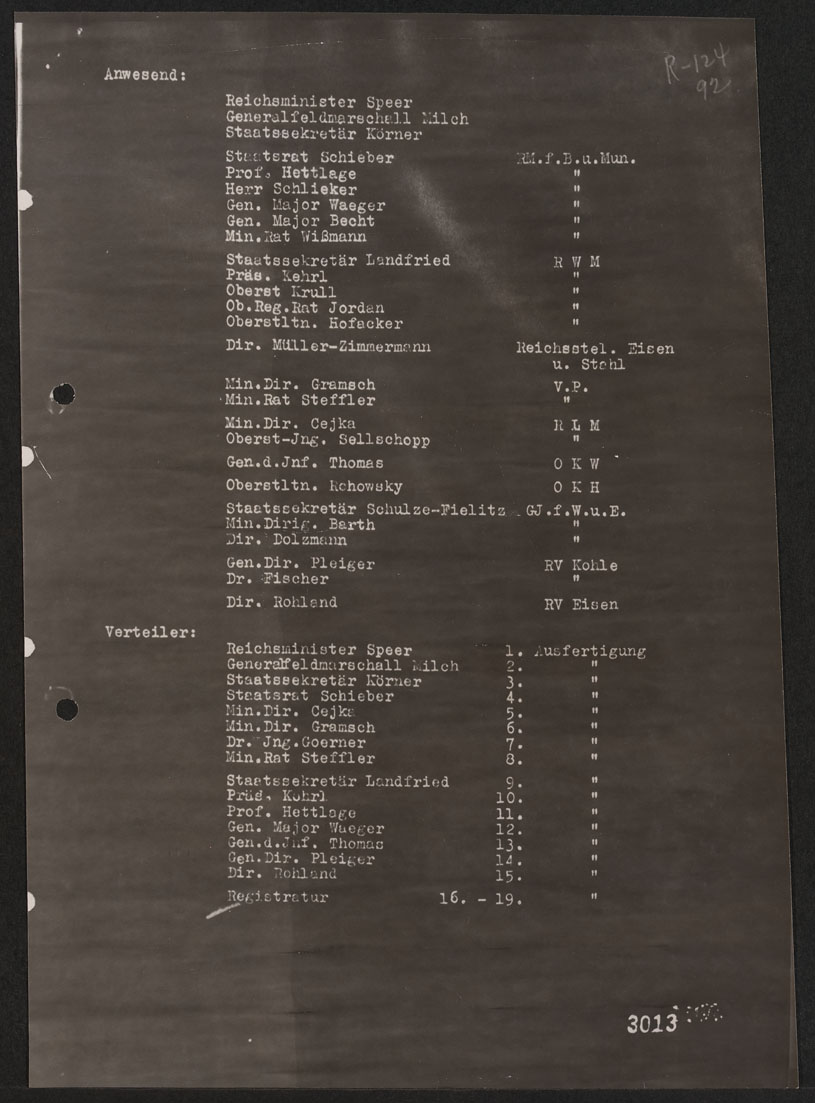 R-124
92
Anwesend:
Reichsminister Speer
Generalfeldmarschall Milch
Staatssekretär Körner
Staatsrat Schieber RM.f.B.u.Mun.
Prof. Hettlage "
Herr Schlieker "
Gen. Major Waeger "
Gen. Major Becht "
Min.Rat Wißmann "
Staatssekretär Landfried R W M
Präs. Kehrl "
Oberst Krull "
Ob.Reg.Rat Jordan "
Oberstltn. Hofacker "
Dir. Müller-Zimmermann Reichsstel. Eisen
u. Stahl
Min.Dir. Gramsch V.P.
Min.Rat Steffler "
Min.Dir. Cejka R L M
Oberst-Jng. Sellschopp "
Gen.d.Jnf. Thomas O K W
Oberstltn. Rchowsky O K H
Staatssekretär Schulze-Fielitz GJ.f.W.u.E.
Min.Dirig. Barth "
Dir. Dolzmann "
Gen.Dir. Pleiger RV Kohle
Dr. Fischer "
Dir. Rohland RV Eisen
Verteiler:
Reichsminister Speer 1. Ausfertigung
Generalfeldmarschall Milch 2. "
Staatssekretär Körner 3. "
Staatsrat Schieber 4. "
Min.Dir. Cejka 5. "
Min.Dir. Gramsch 6. "
Dr. Jng.Goerner 7. "
Min.Rat Steffler 8. "
Staatssekretär Landfried 9. "
Präs. Kehrl 10. "
Prof. Hettlage 11. "
Gen. Major Waeger 12. "
Gen.d.Jnf. Thomas 13. "
Gen.Dir. Pleiger 14. "
Dir. Rohland 15. "
Registratur 16. - 19. "
3013